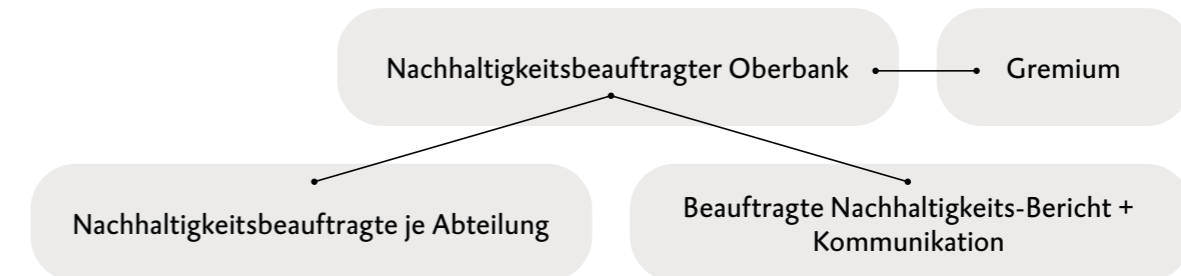 Nachhaltigkeitsbeauftragter Oberbank
Gremium
Nachhaltigkeitsbeauftragte je Abteilung
Beauftragte Nachhaltigkeits-Bericht +
Kommunikation